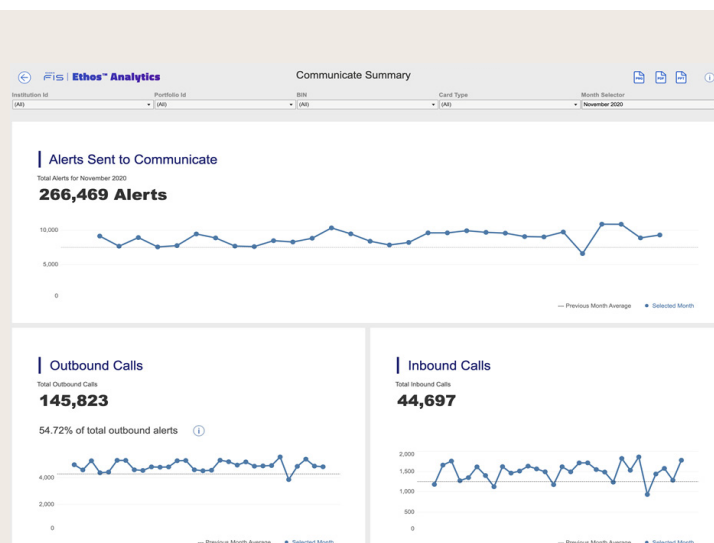 FIS | Ethos™ Analytics
Communicate Summary
PNG PDF PPT
Institution Id Portfolio Id BIN Card Type Month Selector
(All) (All) (All) (All) November 2020
Alerts Sent to Communicate
Total Alerts for November 2020
266,469 Alerts
10,000
5,000
0
— Previous Month Average Selected Month
Outbound Calls
Total Outbound Calls
145,823
54.72% of total outbound alerts
4,000
2,000
0
— Previous Month Average Selected Month
Inbound Calls
Total Inbound Calls
44,697
2,000
1,500
1,000
500
0
— Previous Month Average Selected Month